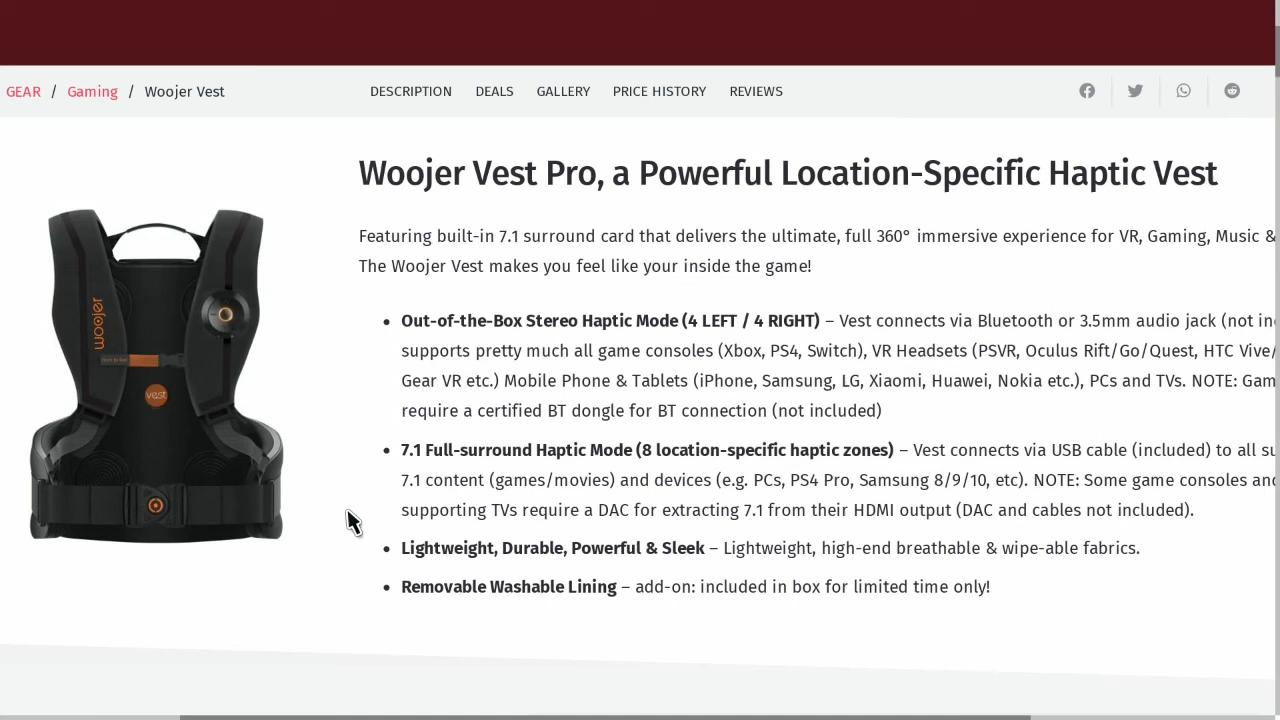 GEAR / Gaming / Woojer Vest
DESCRIPTION DEALS GALLERY PRICE HISTORY REVIEWS
Woojer Vest Pro, a Powerful Location-Specific Haptic Vest
Featuring built-in 7.1 surround card that delivers the ultimate, full 360° immersive experience for VR, Gaming, Music &
The Woojer Vest makes you feel like your inside the game!
• Out-of-the-Box Stereo Haptic Mode (4 LEFT / 4 RIGHT) – Vest connects via Bluetooth or 3.5mm audio jack (not
supports pretty much all game consoles (Xbox, PS4, Switch), VR Headsets (PSVR, Oculus Rift/Go/Quest, HTC Vive/
Gear VR etc.) Mobile Phone & Tablets (iPhone, Samsung, LG, Xiaomi, Huawei, Nokia etc.), PCs and TVs. NOTE:
require a certified BT dongle for BT connection (not included)
• 7.1 Full-surround Haptic Mode (8 location-specific haptic zones) – Vest connects via USB cable (included) to all
7.1 content (games/movies) and devices (e.g. PCs, PS4 Pro, Samsung 8/9/10, etc). NOTE: Some game consoles
supporting TVs require a DAC for extracting 7.1 from their HDMI output (DAC and cables not included).
• Lightweight, Durable, Powerful & Sleek – Lightweight, high-end breathable & wipe-able fabrics.
• Removable Washable Lining – add-on: included in box for limited time only!
woojer
vest